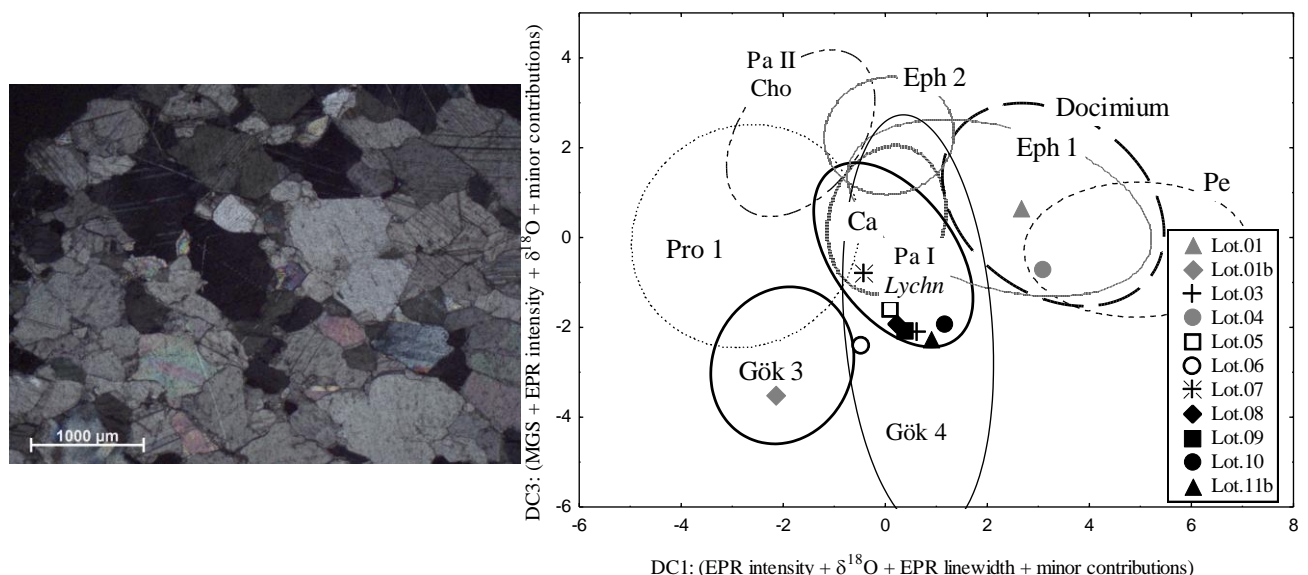 1000 µm
DC3: (MGS + EPR intensity + δ¹⁸O + minor contributions)
4
2
0
-2
-4
-6
Pa II
Cho
Eph 2
Docimium
Eph 1
Pe
Ca
Pro 1
Pa I
Lychn
Gök 3
Gök 4
Lot.01
Lot.01b
Lot.03
Lot.04
Lot.05
Lot.06
Lot.07
Lot.08
Lot.09
Lot.10
Lot.11b
-6 -4 -2 0 2 4 6 8
DC1: (EPR intensity + δ¹⁸O + EPR linewidth + minor contributions)